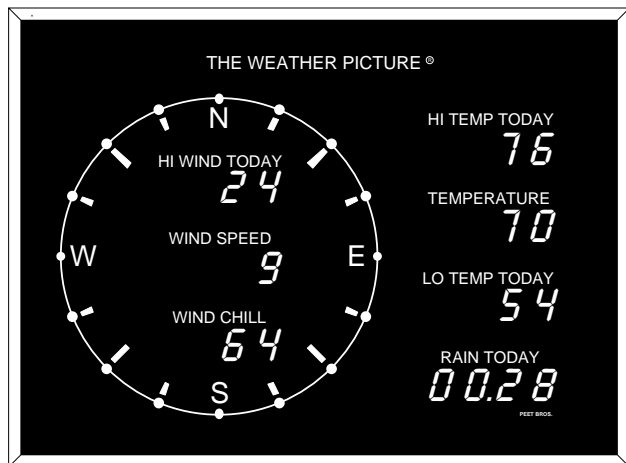 THE WEATHER PICTURE ®
N
HI WIND TODAY
24
WIND SPEED
9
WIND CHILL
64
W
E
S
HI TEMP TODAY
76
TEMPERATURE
70
LO TEMP TODAY
54
RAIN TODAY
00.28
PEET BROS.